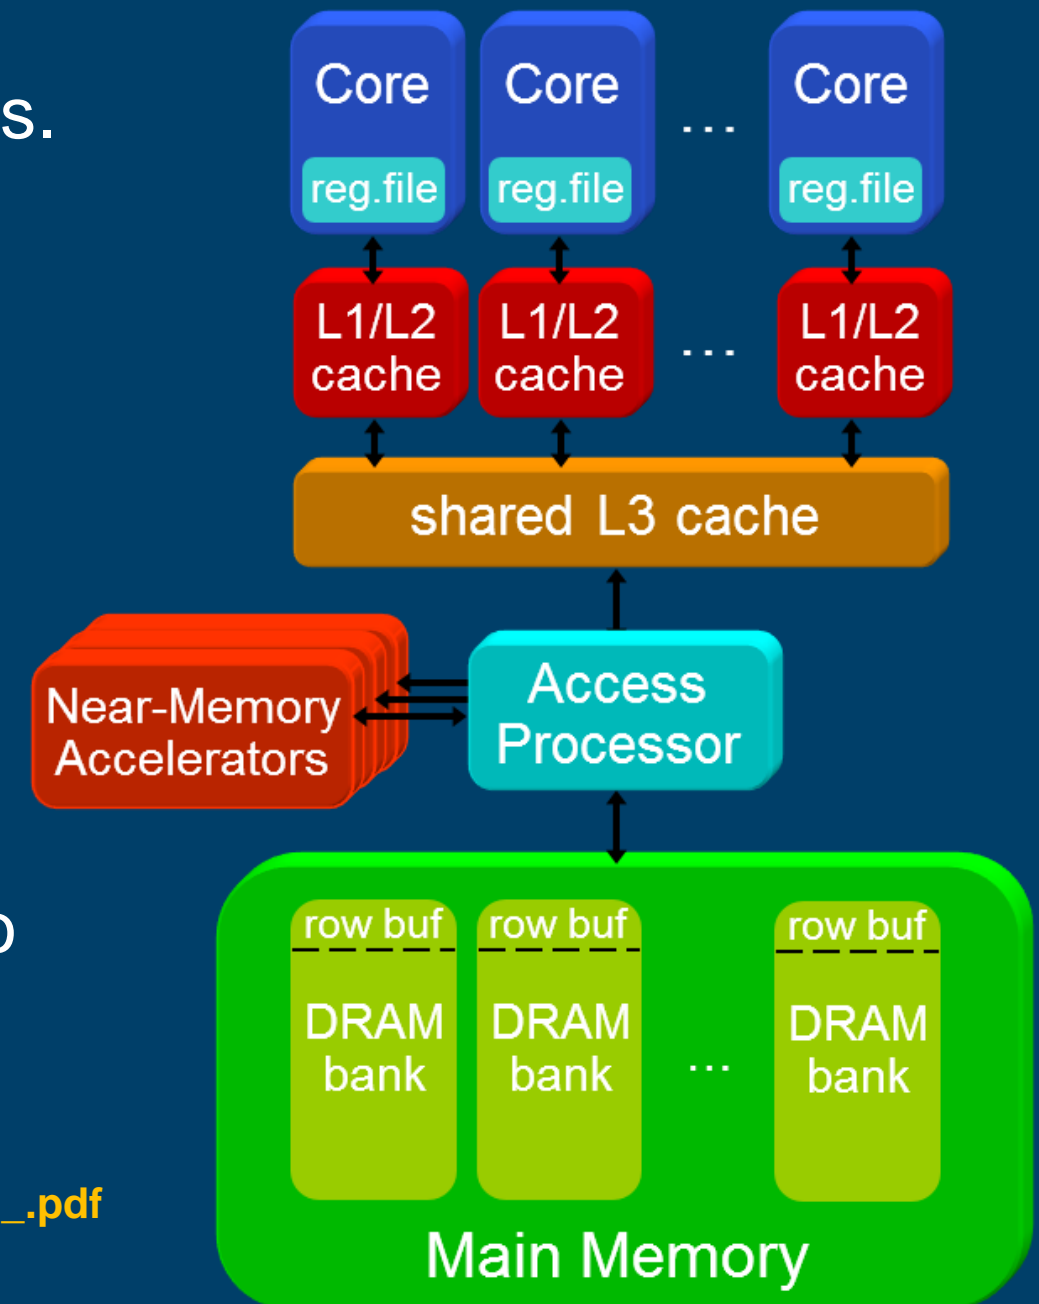 Core Core ... Core
s.
reg.file reg.file reg.file
L1/L2 L1/L2 ... L1/L2
cache cache cache
shared L3 cache
Near-Memory
Accelerators
Access
Processor
row buf row buf row buf
DRAM DRAM DRAM
bank bank ... bank
_.pdf
Main Memory